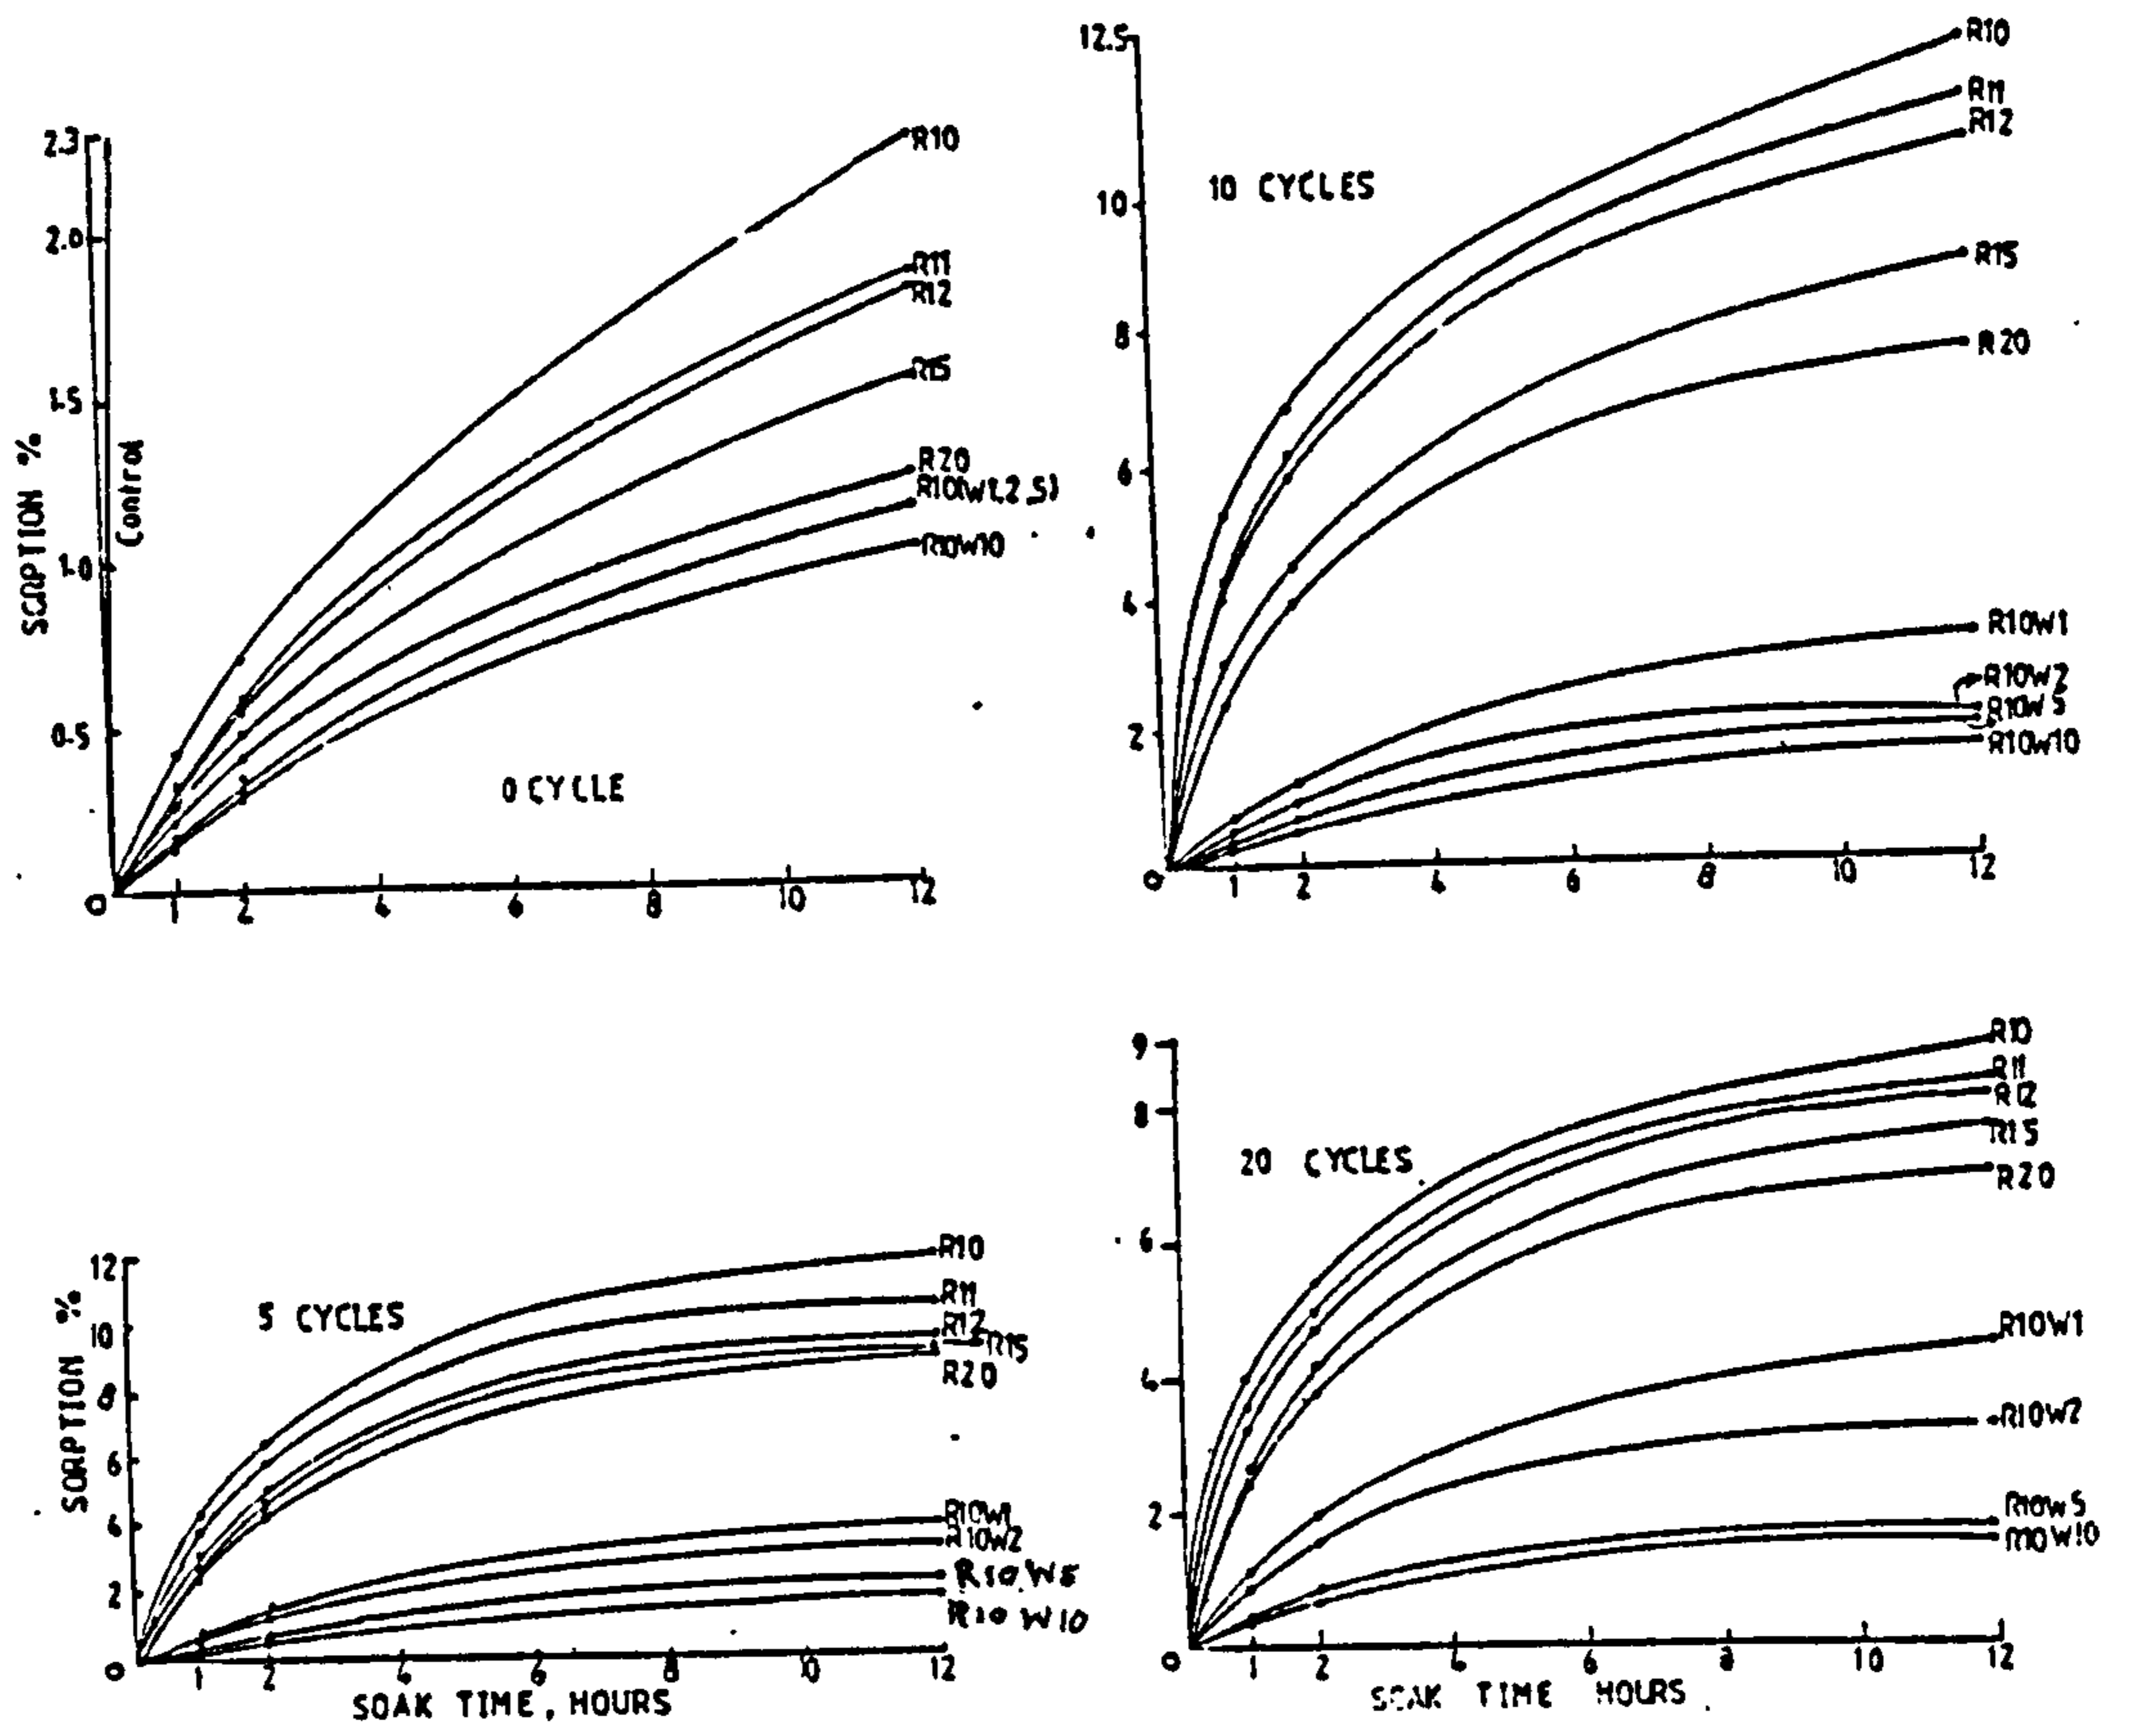 SORPTION %
Control
2.3
2.0
1.5
1.0
0.5
0
1
2
4
6
8
10
12
0 CYCLE
R10
R11
R12
R15
R20
R10(W1,2,5)
R10W10
12.5
10
8
6
4
2
0
1
2
4
6
8
10
12
10 CYCLES
R10
R11
R12
R15
R20
R10W1
R10W2
R10W5
R10W10
SORPTION %
12
10
8
6
4
2
0
1
2
4
6
8
10
12
5 CYCLES
R10
R11
R12
R15
R20
R10W1
R10W2
R10W5
R10W10
SOAK TIME, HOURS
9
8
6
4
2
0
1
2
4
6
8
10
12
20 CYCLES
R10
R11
R12
R15
R20
R10W1
R10W2
R10W5
R10W10
SOAK TIME HOURS